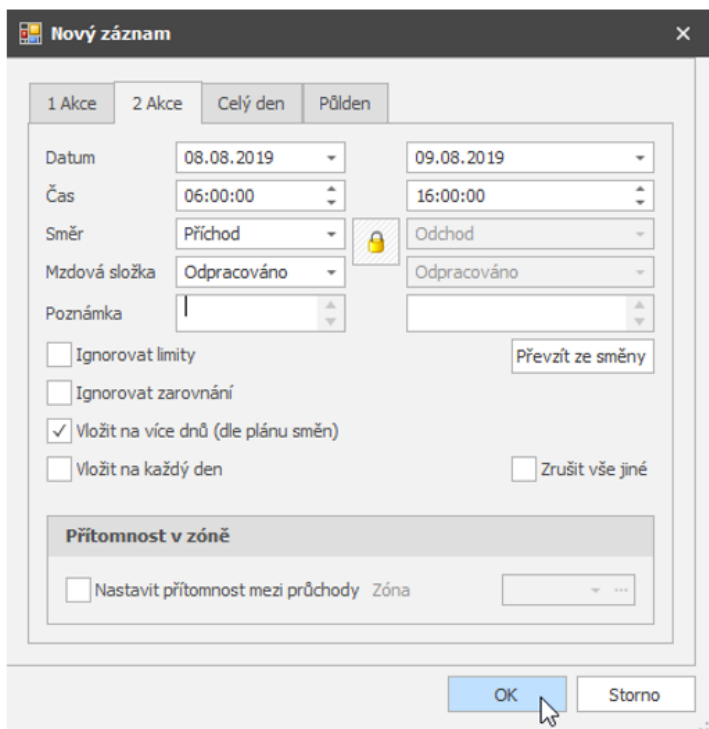 Nový záznam
1 Akce 2 Akce Celý den Půlden
Datum 08.08.2019 09.08.2019
Čas 06:00:00 16:00:00
Směr Příchod Odchod
Mzdová složka Odpracováno Odpracováno
Poznámka
Ignorovat limity Převzít ze směny
Ignorovat zarovnání
Vložit na více dnů (dle plánu směn)
Vložit na každý den Zrušit vše jiné
Přítomnost v zóně
Nastavit přítomnost mezi průchody Zóna
OK Storno